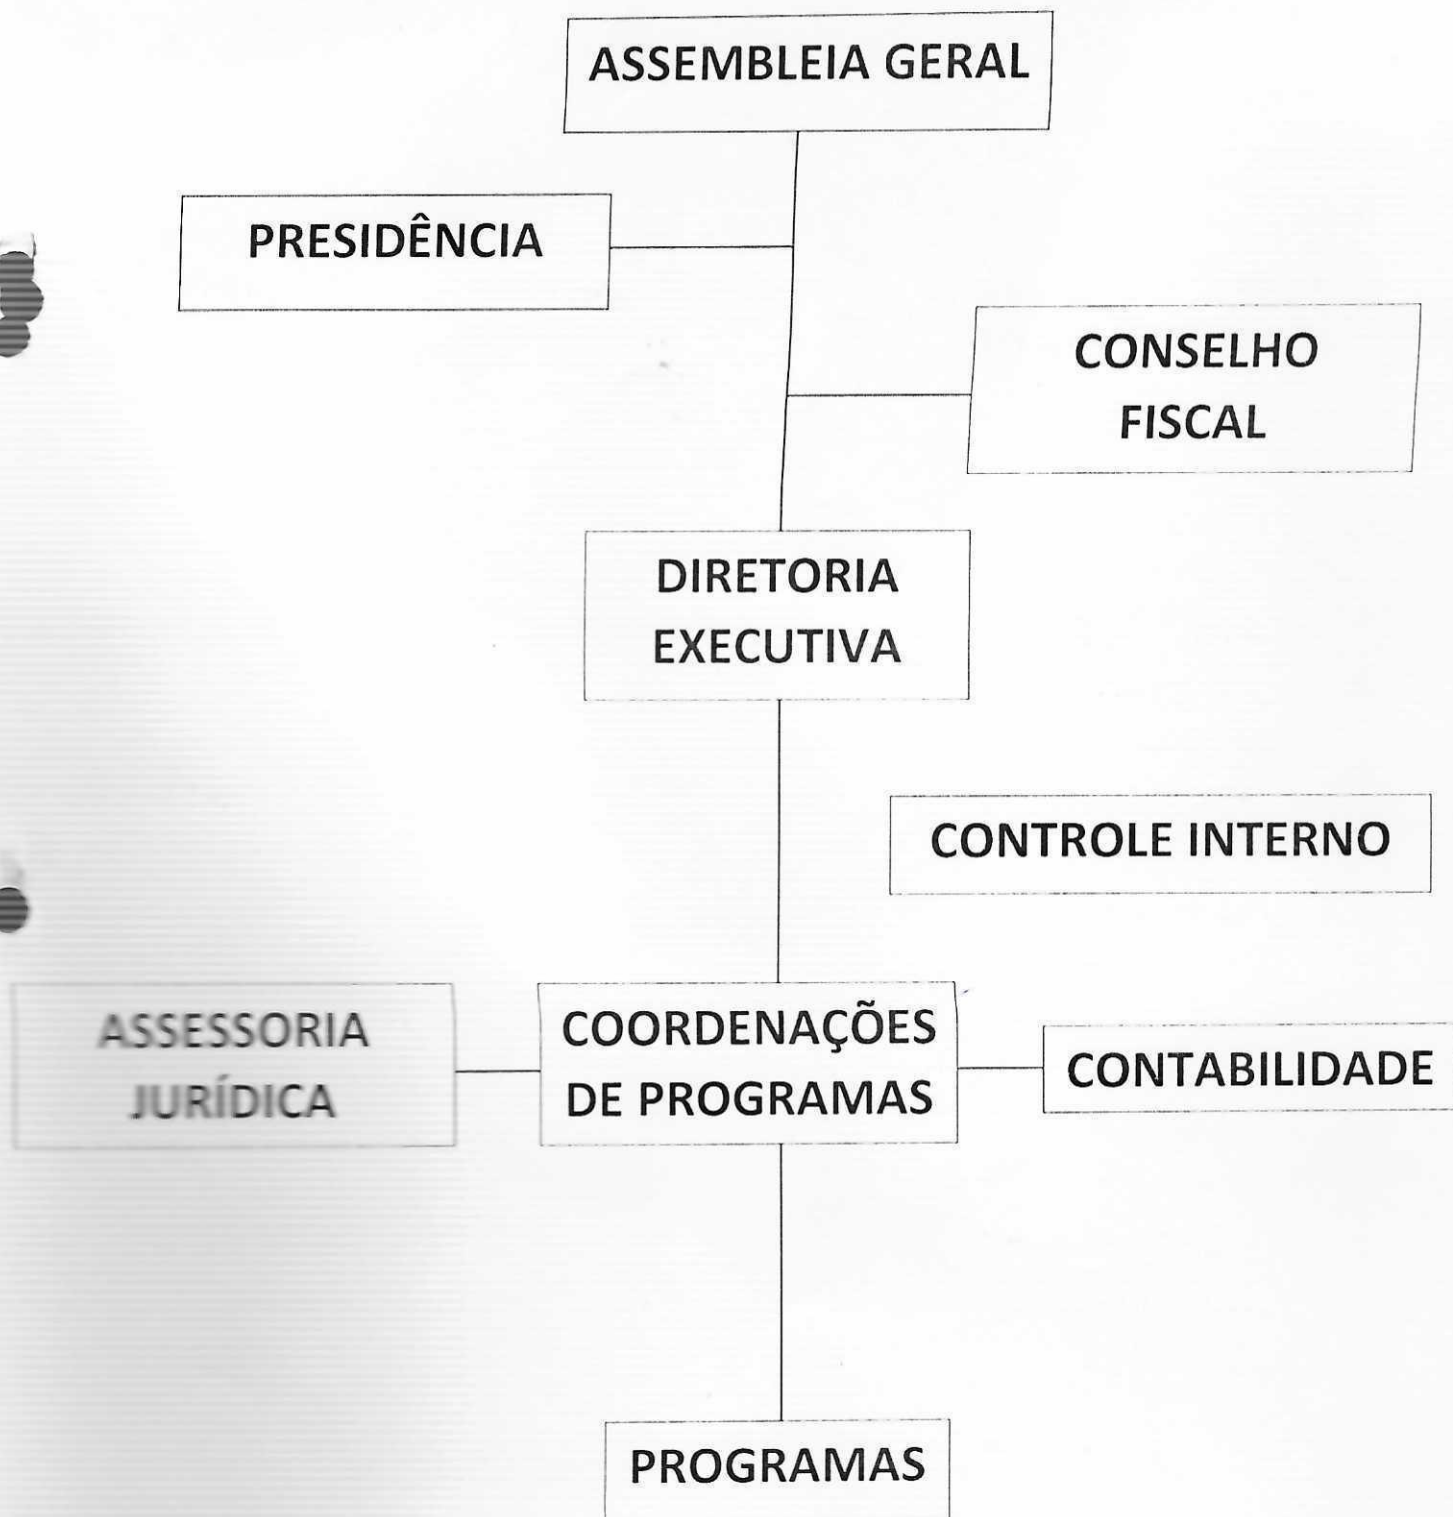 ASSEMBLEIA GERAL
PRESIDÊNCIA
CONSELHO
FISCAL
DIRETORIA
EXECUTIVA
CONTROLE INTERNO
ASSESSORIA
JURÍDICA
COORDENAÇÕES
DE PROGRAMAS
CONTABILIDADE
PROGRAMAS